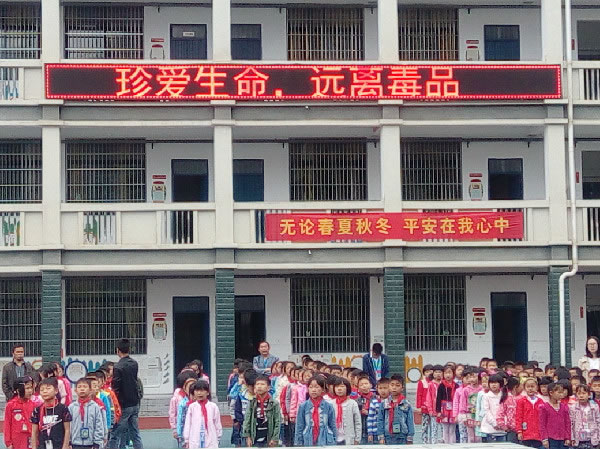 珍爱生命，远离毒品
无论春夏秋冬 平安在我心中